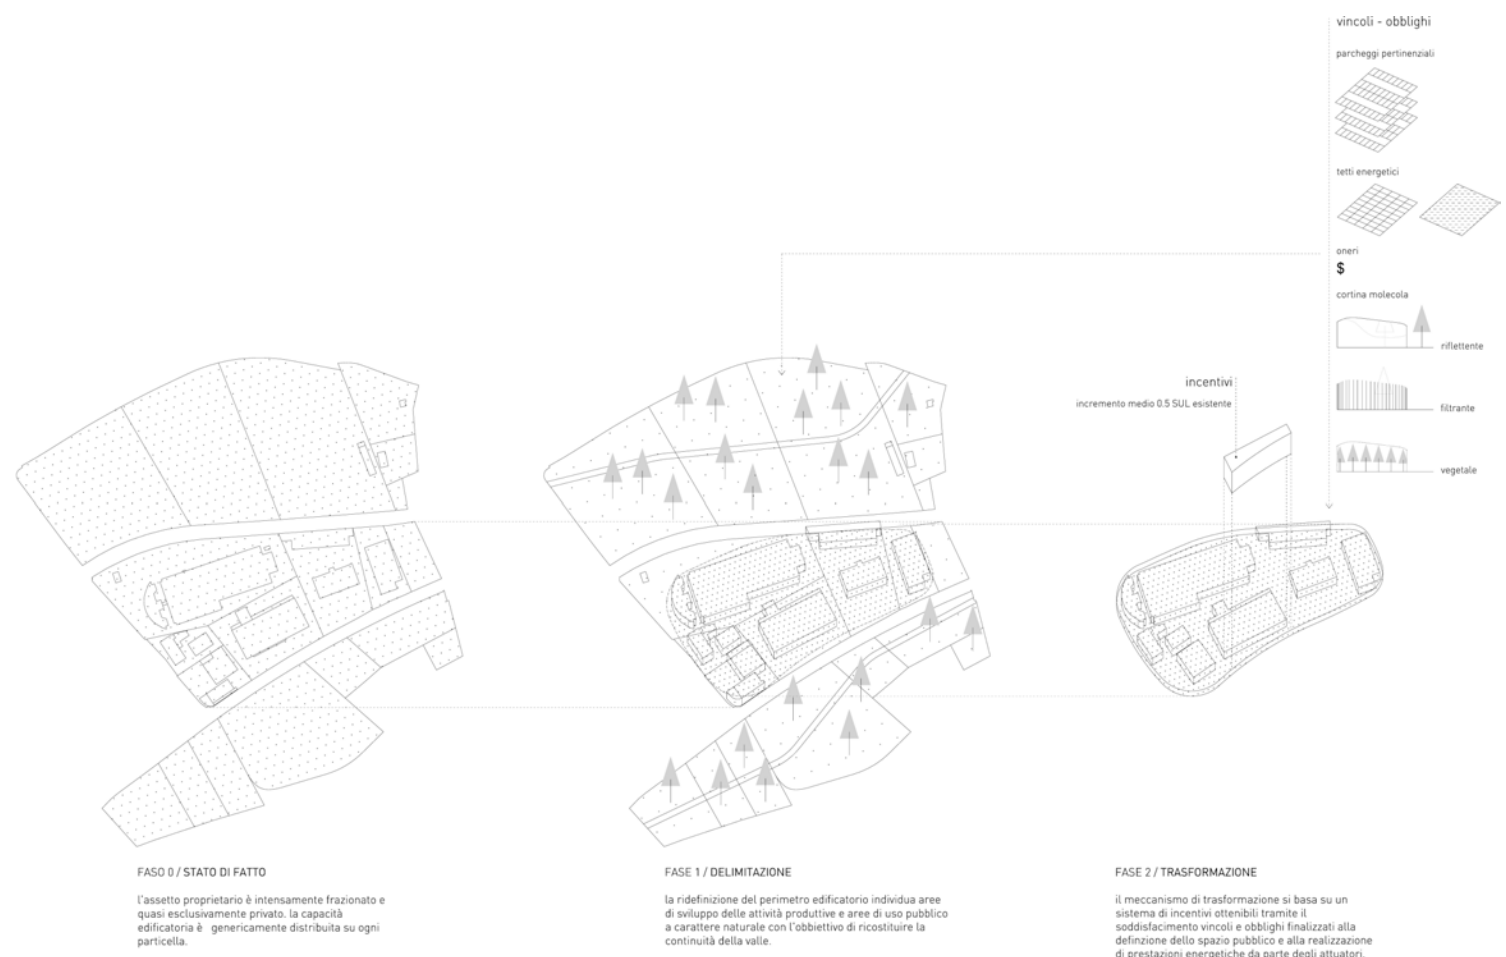 vincoli - obblighi
parcheggi pertinenziali
tetti energetici
oneri
$
cortina molecola
riflettente
filtrante
vegetale
incentivi
incremento medio 0.5 SUL esistente
FASO 0 / STATO DI FATTO
l'assetto proprietario è intensamente frazionato e
quasi esclusivamente privato. la capacità
edificatoria è genericamente distribuita su ogni
particella.
FASE 1 / DELIMITAZIONE
la ridefinizione del perimetro edificatorio individua aree
di sviluppo delle attività produttive e aree di uso pubblico
a carattere naturale con l'obbiettivo di ricostituire la
continuità della valle.
FASE 2 / TRASFORMAZIONE
il meccanismo di trasformazione si basa su un
sistema di incentivi ottenibili tramite il
soddisfacimento vincoli e obblighi finalizzati alla
definzione dello spazio pubblico e alla realizzazione
di prestazioni energetiche da parte degli attuatori.